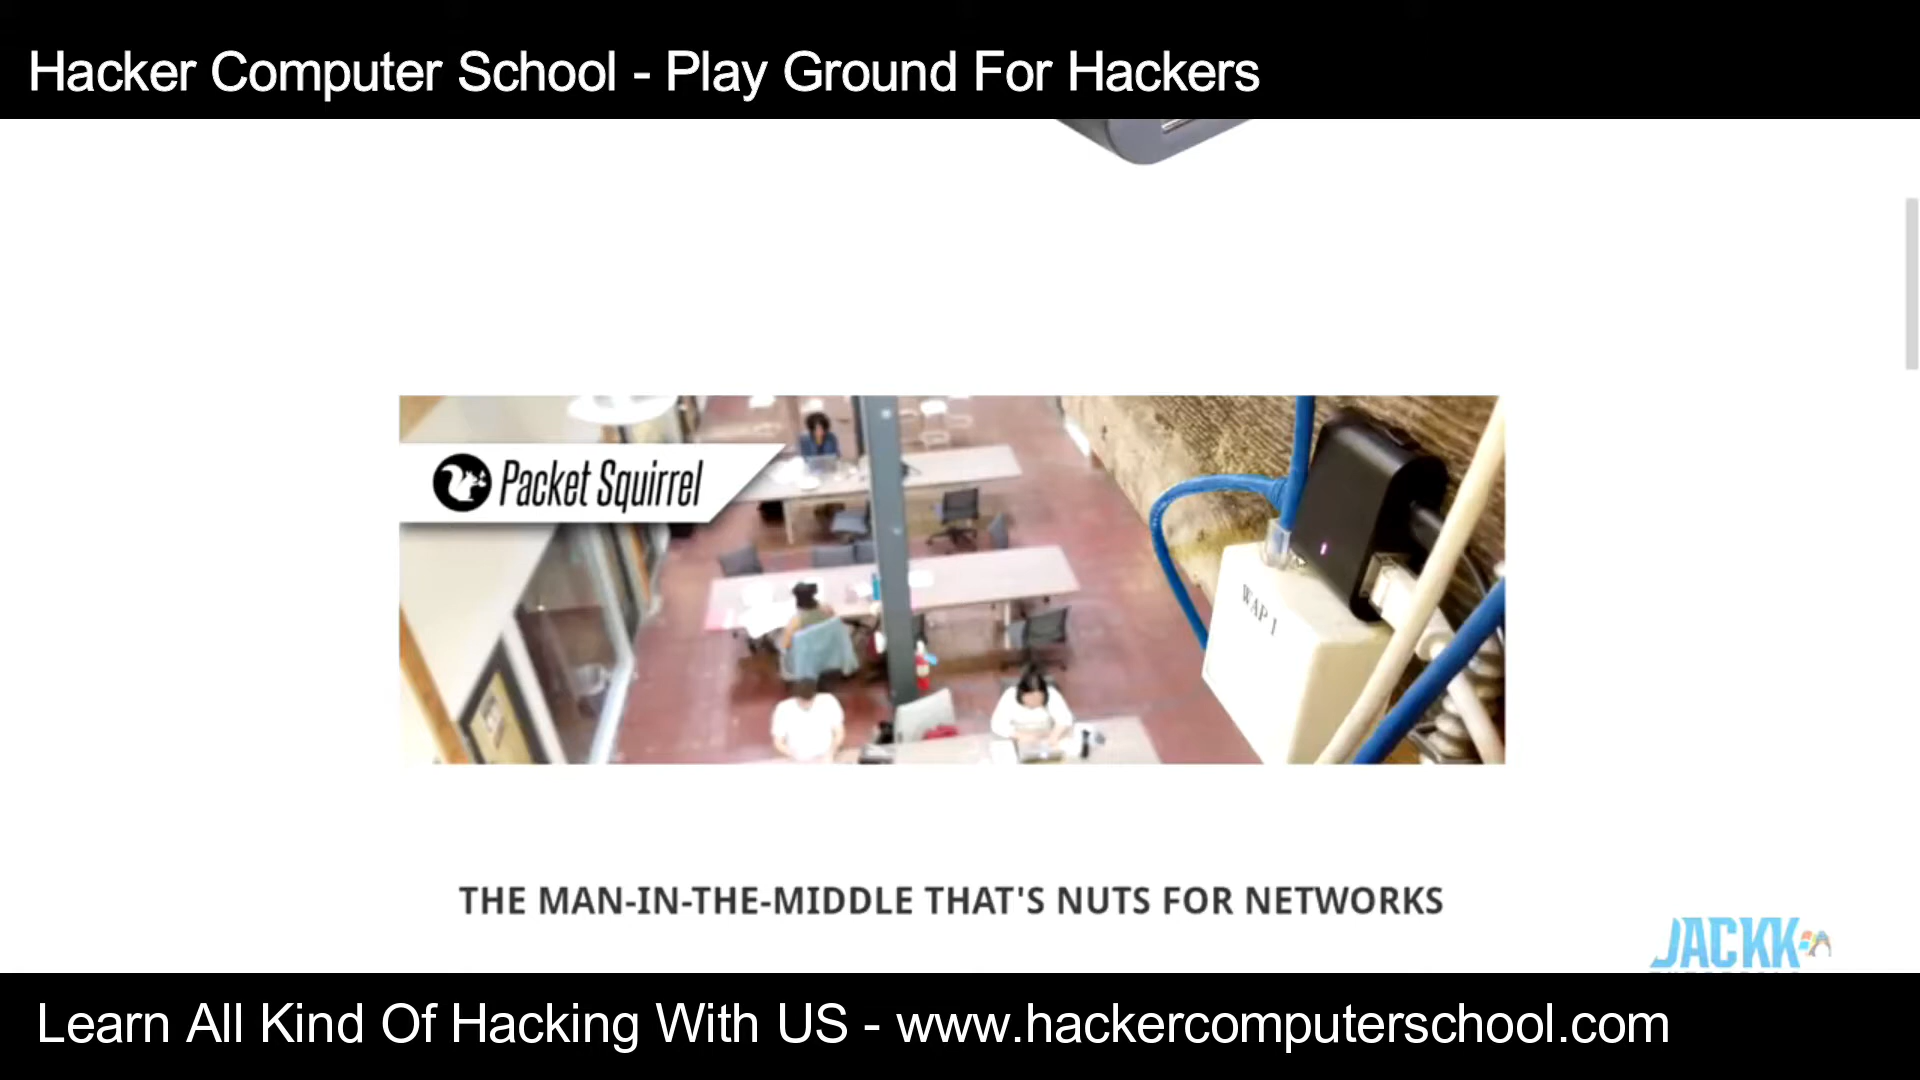 Hacker Computer School - Play Ground For Hackers
Packet Squirrel
WAP 1
THE MAN-IN-THE-MIDDLE THAT'S NUTS FOR NETWORKS
JACKK
Learn All Kind Of Hacking With US - www.hackercomputerschool.com